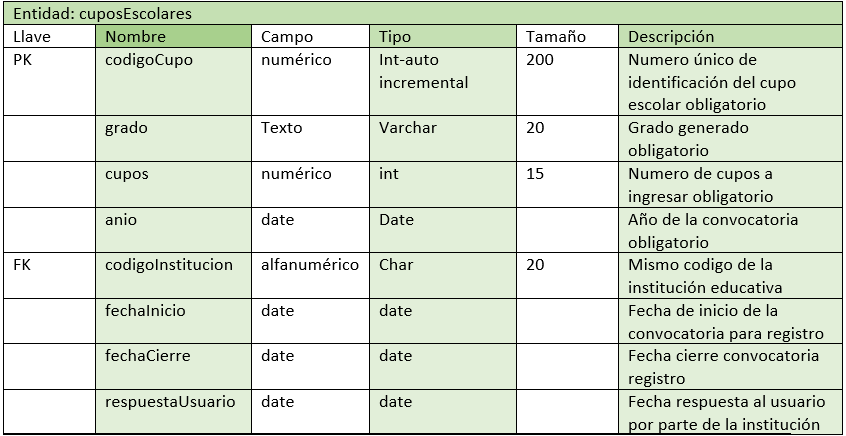 Entidad: cuposEscolares
Llave Nombre Campo Tipo Tamaño Descripción
PK codigoCupo numérico Int-auto 200 Numero único de
incremental identificación del cupo
escolar obligatorio
grado Texto Varchar 20 Grado generado
obligatorio
cupos numérico int 15 Numero de cupos a
ingresar obligatorio
anio date Date Año de la convocatoria
obligatorio
FK codigoInstitucion alfanumérico Char 20 Mismo codigo de la
institución educativa
fechaInicio date date Fecha de inicio de la
convocatoria para registro
fechaCierre date date Fecha cierre convocatoria
registro
respuestaUsuario date date Fecha respuesta al usuario
por parte de la institución